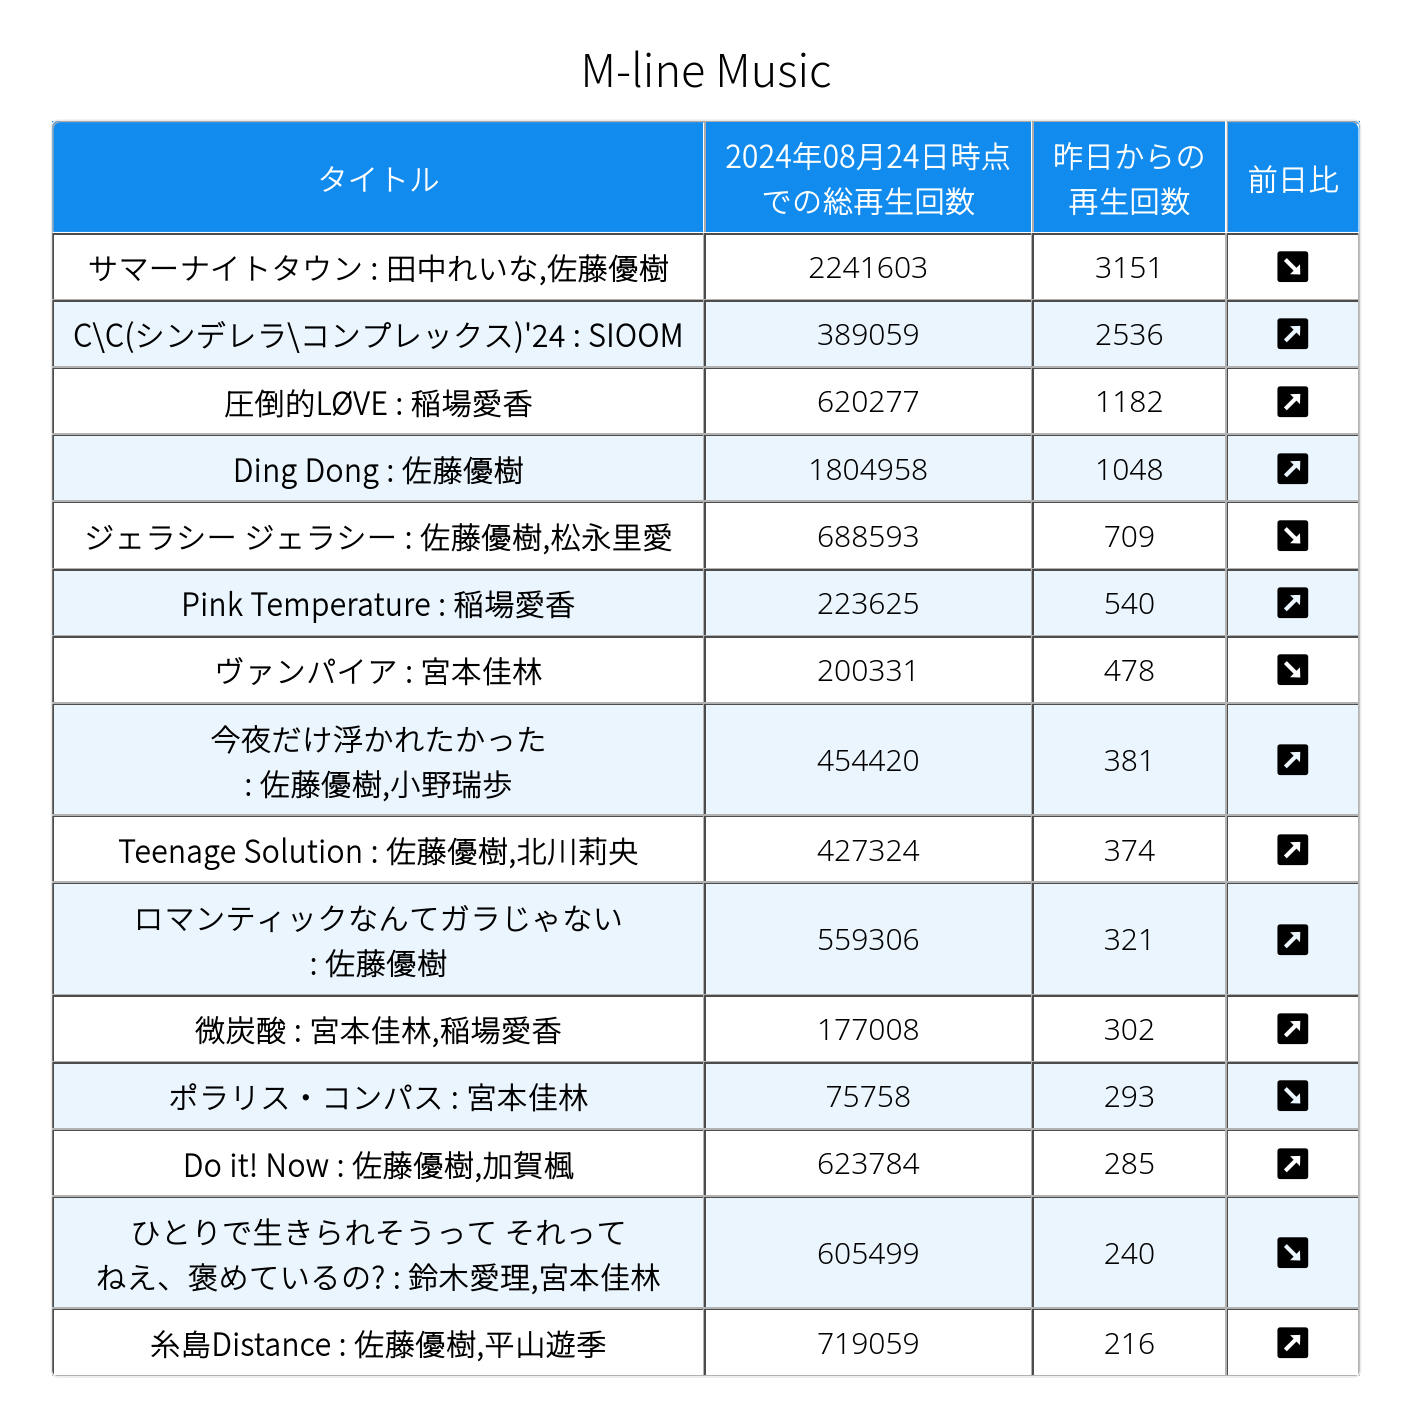 M-line Music
タイトル
2024年08月24日時点
での総再生回数
昨日からの
再生回数
前日比
サマーナイトタウン : 田中れいな,佐藤優樹
2241603
3151
C\C(シンデレラ\コンプレックス)'24 : SIOOM
389059
2536
圧倒的LØVE : 稲場愛香
620277
1182
Ding Dong : 佐藤優樹
1804958
1048
ジェラシー ジェラシー : 佐藤優樹,松永里愛
688593
709
Pink Temperature : 稲場愛香
223625
540
ヴァンパイア : 宮本佳林
200331
478
今夜だけ浮かれたかった
: 佐藤優樹,小野瑞歩
454420
381
Teenage Solution : 佐藤優樹,北川莉央
427324
374
ロマンティックなんてガラじゃない
: 佐藤優樹
559306
321
微炭酸 : 宮本佳林,稲場愛香
177008
302
ポラリス・コンパス : 宮本佳林
75758
293
Do it! Now : 佐藤優樹,加賀楓
623784
285
ひとりで生きられそうって それって
ねえ、褒めているの? : 鈴木愛理,宮本佳林
605499
240
糸島Distance : 佐藤優樹,平山遊季
719059
216